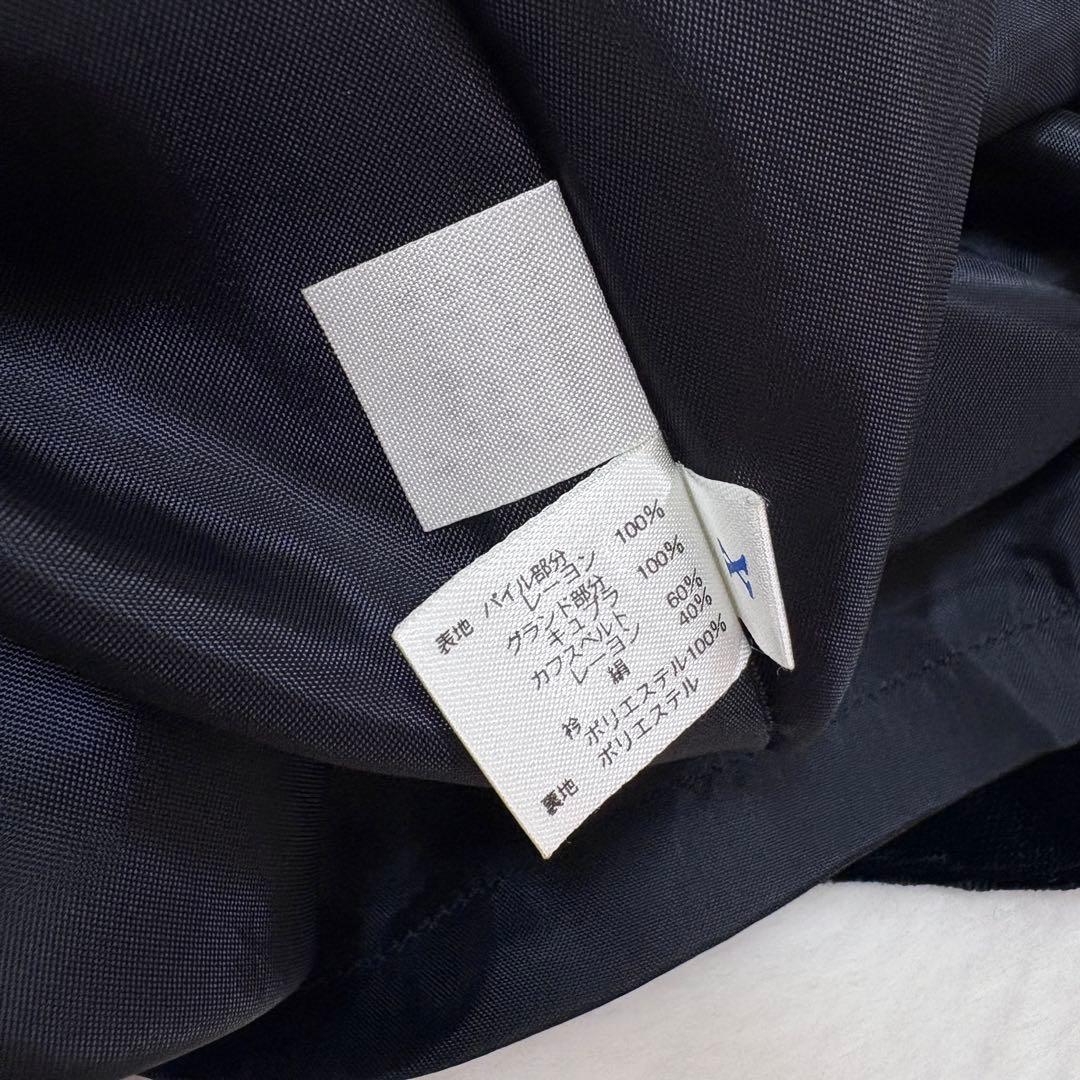 表地 パイル部分
レーヨン 100%
グランド部分
キュプラ 100%
カフスベルト
レーヨン 60%
絹 40%
衿 ポリエステル100%
ポリエステル
裏地